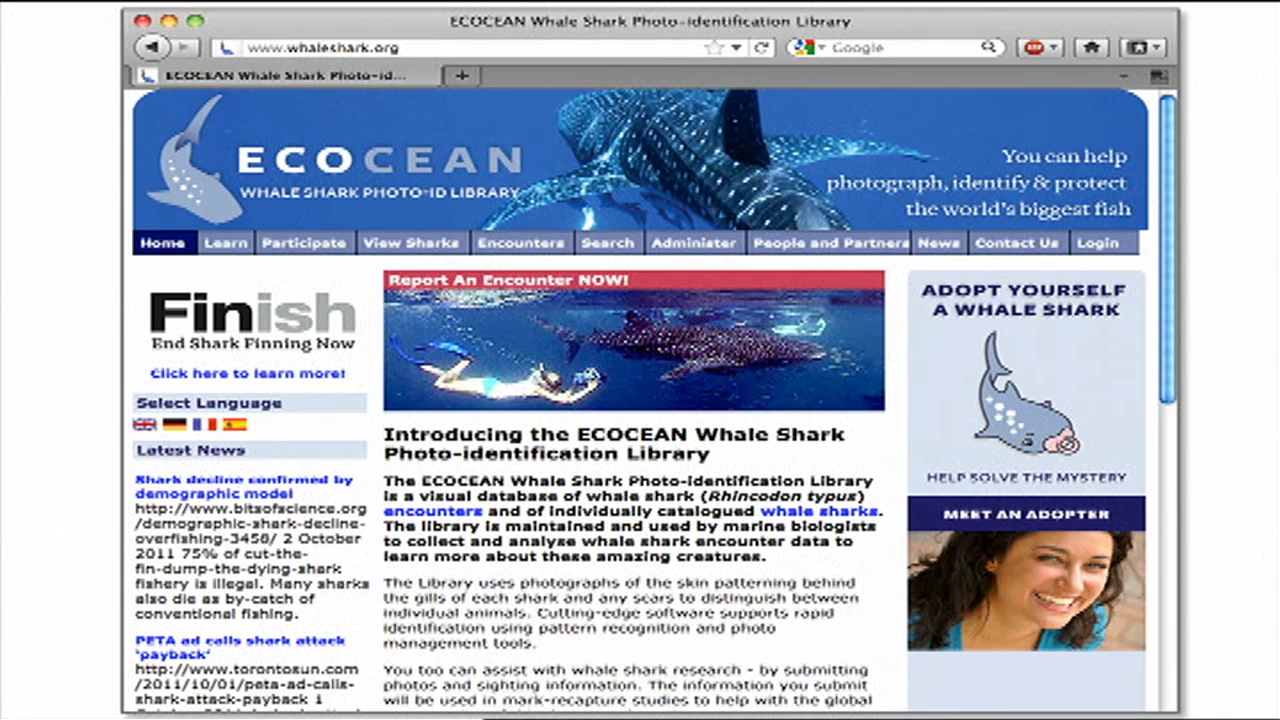 ECOCEAN Whale Shark Photo-identification Library
www.whaleshark.org
Google
ECOCEAN Whale Shark Photo-id...
ECOCEAN
WHALE SHARK PHOTO-ID LIBRARY
You can help
photograph, identify & protect
the world's biggest fish
Home Learn Participate View Sharks Encounters Search Administer People and Partners News Contact Us Login
Finish
End Shark Finning Now
Click here to learn more!
Select Language
Latest News
Shark decline confirmed by
demographic model
http://www.bitsofscience.org
/demographic-shark-decline-
overfishing-3458/ 2 October
2011 75% of cut-the-
fin-dump-the-dying-shark
fishery is illegal. Many sharks
also die as by-catch of
conventional fishing.
PETA ad calls shark attack
'payback'
http://www.torontosun.com
/2011/10/01/peta-ad-calls-
shark-attack-payback 1
Report An Encounter NOW!
Introducing the ECOCEAN Whale Shark
Photo-identification Library
The ECOCEAN Whale Shark Photo-identification Library
is a visual database of whale shark (Rhincodon typus)
encounters and of individually catalogued whale sharks.
The library is maintained and used by marine biologists
to collect and analyse whale shark encounter data to
learn more about these amazing creatures.
The Library uses photographs of the skin patterning behind
the gills of each shark and any scars to distinguish between
individual animals. Cutting-edge software supports rapid
identification using pattern recognition and photo
management tools.
You too can assist with whale shark research - by submitting
photos and sighting information. The information you submit
will be used in mark-recapture studies to help with the global
ADOPT YOURSELF
A WHALE SHARK
HELP SOLVE THE MYSTERY
MEET AN ADOPTER